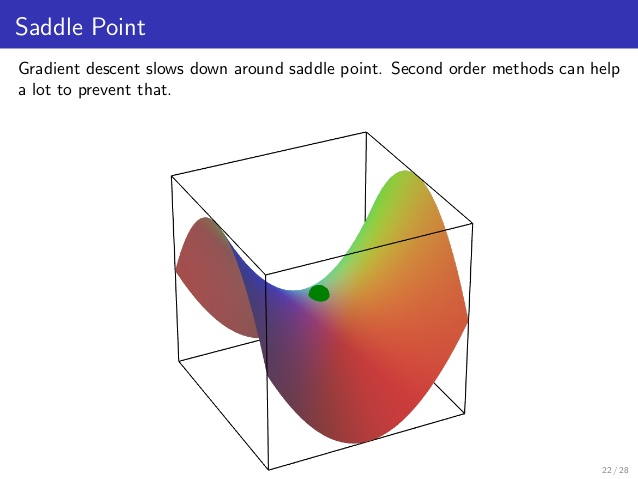 Saddle Point
Gradient descent slows down around saddle point. Second order methods can help
a lot to prevent that.
22 / 28